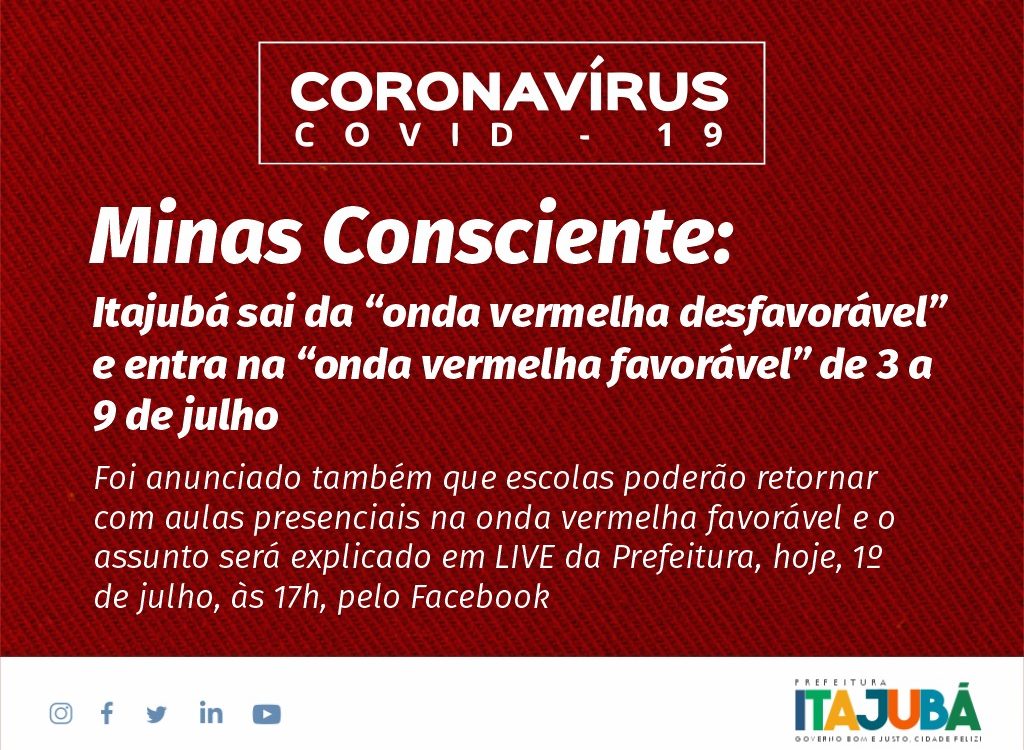 CORONAVÍRUS
COVID - 19
Minas Consciente:
Itajubá sai da “onda vermelha desfavorável”
e entra na “onda vermelha favorável” de 3 a
9 de julho
Foi anunciado também que escolas poderão retornar
com aulas presenciais na onda vermelha favorável e o
assunto será explicado em LIVE da Prefeitura, hoje, 1º
de julho, às 17h, pelo Facebook
PREFEITURA
ITAJUBÁ
GOVERNO BOM E JUSTO, CIDADE FELIZ!